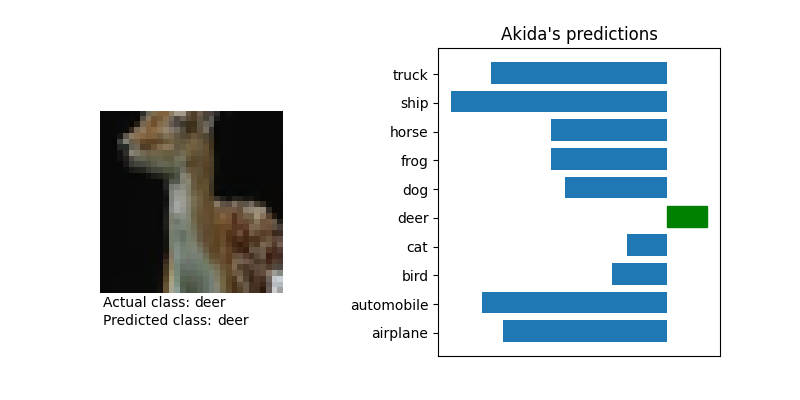 Akida's predictions
truck
ship
horse
frog
dog
deer
cat
bird
automobile
airplane
Actual class: deer
Predicted class: deer